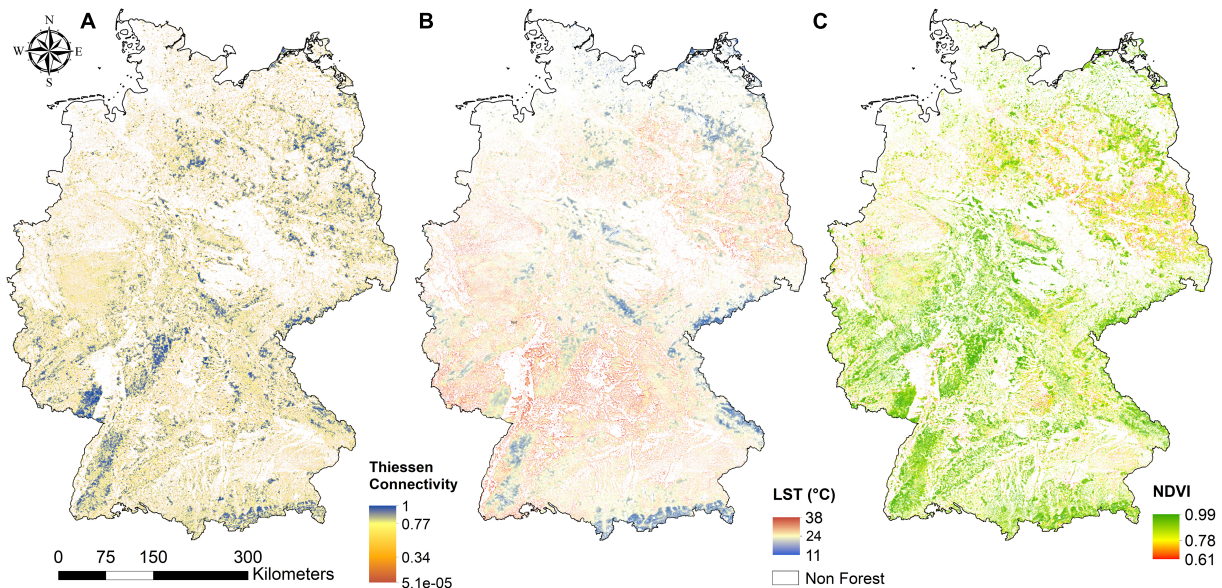 A
B
C
N
W
E
S
Thiessen
Connectivity
1
0.77
0.34
5.1e-05
0
75
150
300
Kilometers
LST (°C)
38
24
11
Non Forest
NDVI
0.99
0.78
0.61